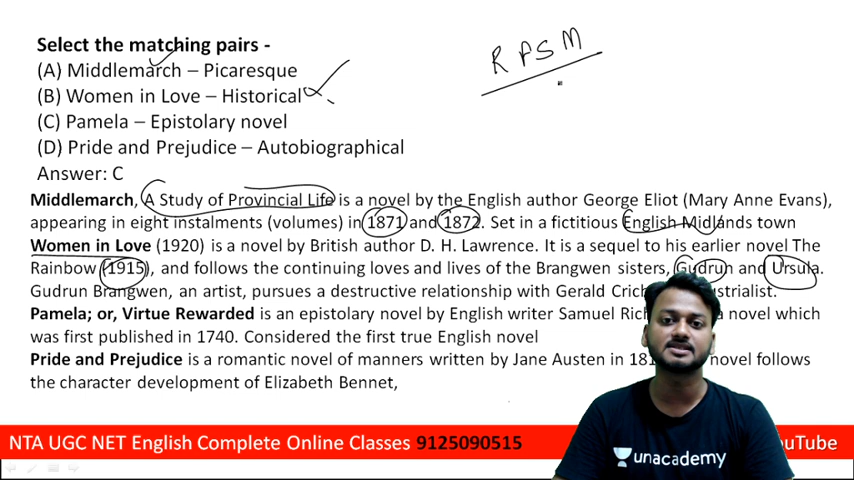 Select the matching pairs -
(A) Middlemarch – Picaresque
(B) Women in Love – Historical
(C) Pamela – Epistolary novel
(D) Pride and Prejudice – Autobiographical
Answer: C
R P S M
Middlemarch, A Study of Provincial Life is a novel by the English author George Eliot (Mary Anne Evans),
appearing in eight instalments (volumes) in 1871 and 1872. Set in a fictitious English Midlands town
Women in Love (1920) is a novel by British author D. H. Lawrence. It is a sequel to his earlier novel The
Rainbow (1915), and follows the continuing loves and lives of the Brangwen sisters, Gudrun and Ursula.
Gudrun Brangwen, an artist, pursues a destructive relationship with Gerald Crich
Pamela; or, Virtue Rewarded is an epistolary novel by English writer Samuel Rich a novel which
was first published in 1740. Considered the first true English novel
Pride and Prejudice is a romantic novel of manners written by Jane Austen in 181 novel follows
the character development of Elizabeth Bennet,
NTA UGC NET English Complete Online Classes 9125090515 ouTube
unacademy